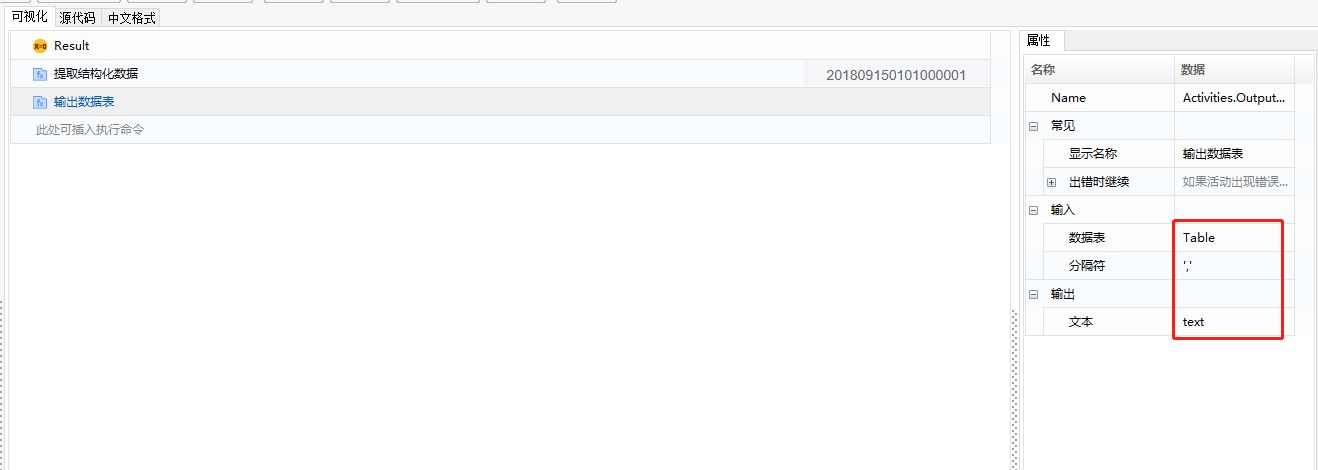 可视化 源代码 中文格式
x=0 Result
fx 提取结构化数据 201809150101000001
fx 输出数据表
此处可插入执行命令
属性
名称 数据
Name Activities.Output...
常见
显示名称 输出数据表
出错时继续 如果活动出现错误...
输入
数据表 Table
分隔符 ','
输出
文本 text